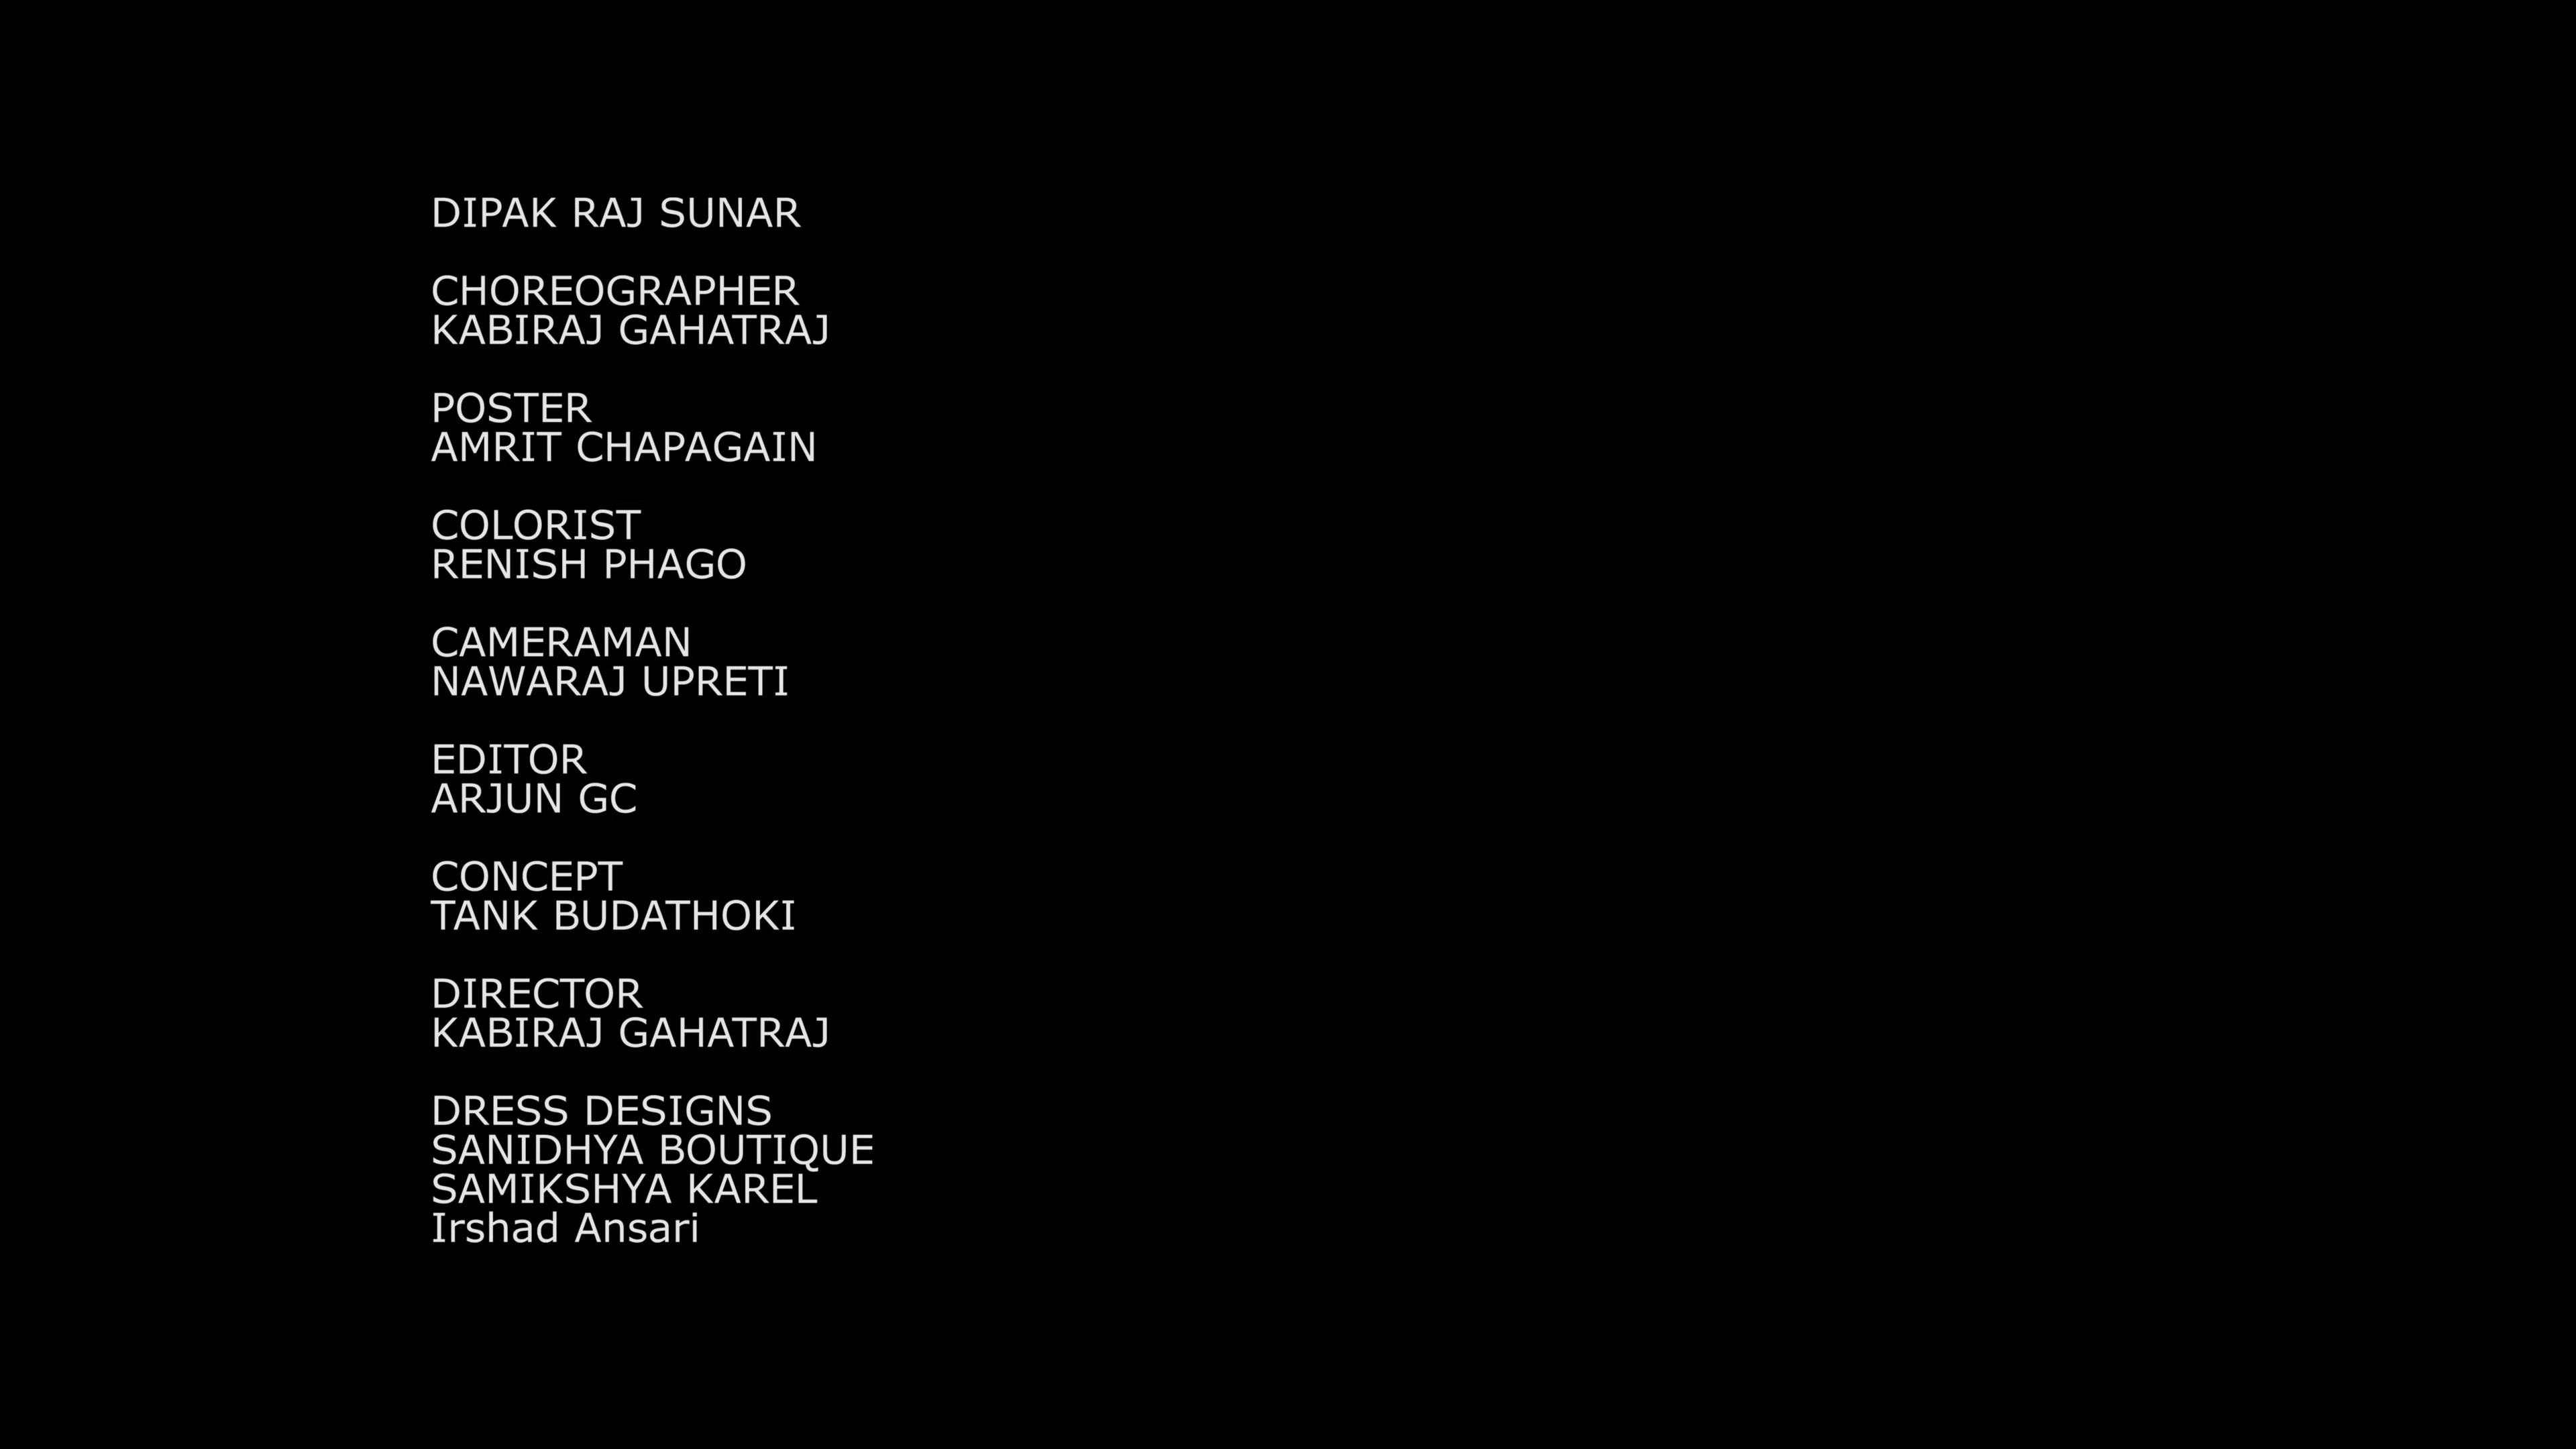 DIPAK RAJ SUNAR
CHOREOGRAPHER
KABIRAJ GAHATRAJ
POSTER
AMRIT CHAPAGAIN
COLORIST
RENISH PHAGO
CAMERAMAN
NAWARAJ UPRETI
EDITOR
ARJUN GC
CONCEPT
TANK BUDATHOKI
DIRECTOR
KABIRAJ GAHATRAJ
DRESS DESIGNS
SANIDHYA BOUTIQUE
SAMIKSHYA KAREL
Irshad Ansari